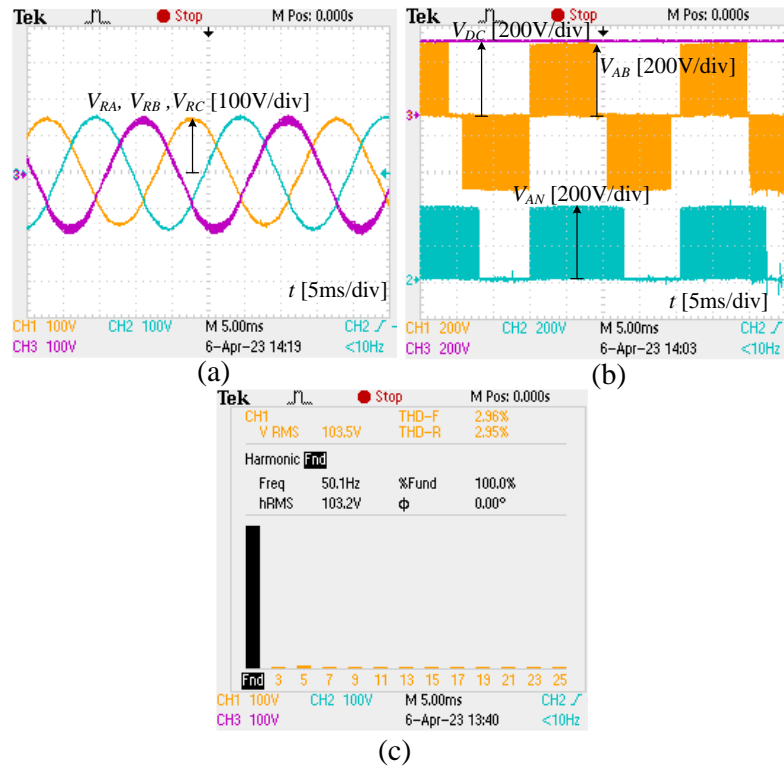 Tek Stop M Pos: 0.000s
V_RA, V_RB ,V_RC [100V/div]
3
t [5ms/div]
CH1 100V CH2 100V M 5.00ms CH2
CH3 100V 6-Apr-23 14:19 <10Hz
(a)
Tek Stop M Pos: 0.000s
V_DC [200V/div]
V_AB [200V/div]
3
V_AN [200V/div]
2
t [5ms/div]
CH1 200V CH2 200V M 5.00ms CH2
CH3 200V 6-Apr-23 14:03 <10Hz
(b)
Tek Stop M Pos: 0.000s
CH1 THD-F 2.96%
V RMS 103.5V THD-R 2.95%
Harmonic Fnd
Freq 50.1Hz %Fund 100.0%
hRMS 103.2V ϕ 0.00°
Fnd 3 5 7 9 11 13 15 17 19 21 23 25
CH1 100V CH2 100V M 5.00ms CH2
CH3 100V 6-Apr-23 13:40 <10Hz
(c)